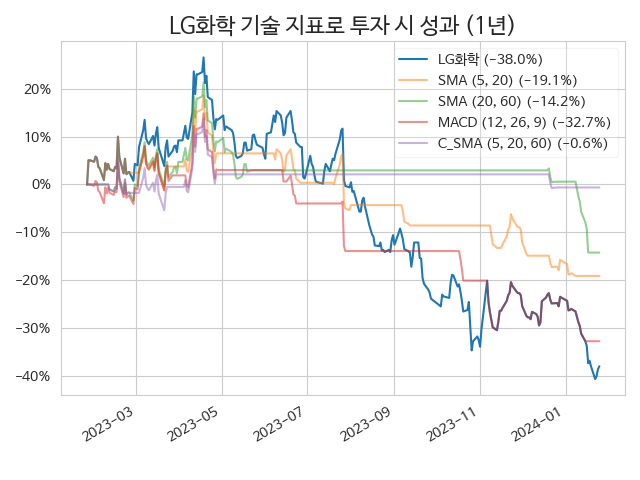 LG화학 기술 지표로 투자 시 성과 (1년)
LG화학 (−38.0%)
SMA (5, 20) (−19.1%)
SMA (20, 60) (−14.2%)
MACD (12, 26, 9) (−32.7%)
C_SMA (5, 20, 60) (−0.6%)
20%
10%
0%
−10%
−20%
−30%
−40%
2023−03
2023−05
2023−07
2023−09
2023−11
2024−01